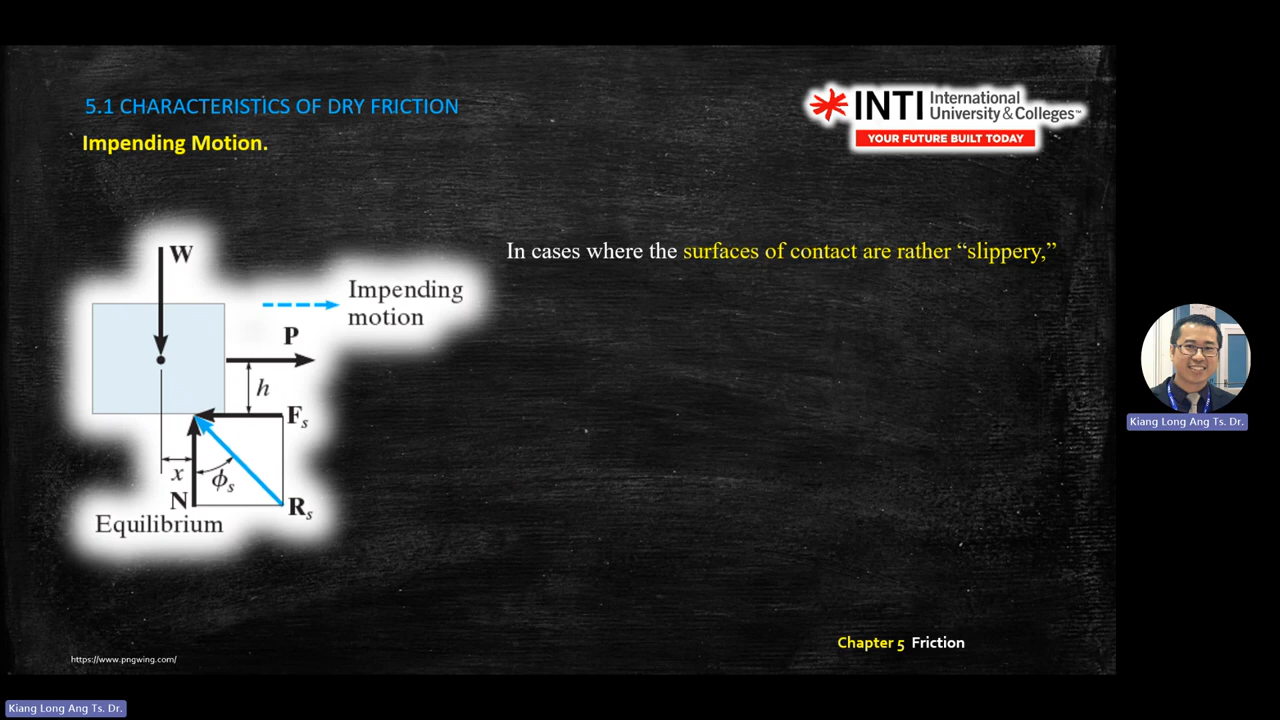 5.1 CHARACTERISTICS OF DRY FRICTION
Impending Motion.
INTI International
University & Colleges™
YOUR FUTURE BUILT TODAY
In cases where the surfaces of contact are rather “slippery,”
W
Impending
motion
P
h
Fₛ
x
ϕₛ
N
Rₛ
Equilibrium
Kiang Long Ang Ts. Dr.
Chapter 5 Friction
https://www.pngwing.com/
Kiang Long Ang Ts. Dr.